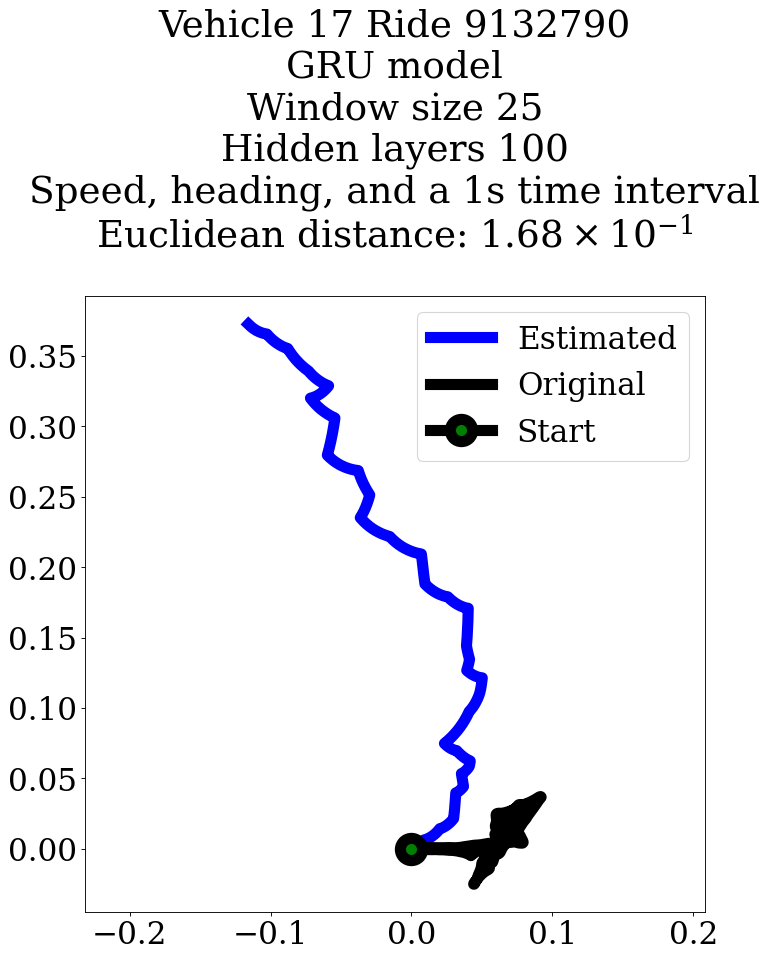 Vehicle 17 Ride 9132790
GRU model
Window size 25
Hidden layers 100
Speed, heading, and a 1s time interval
Euclidean distance: 1.68 × 10⁻¹
Estimated
Original
Start
0.35
0.30
0.25
0.20
0.15
0.10
0.05
0.00
−0.2 −0.1 0.0 0.1 0.2